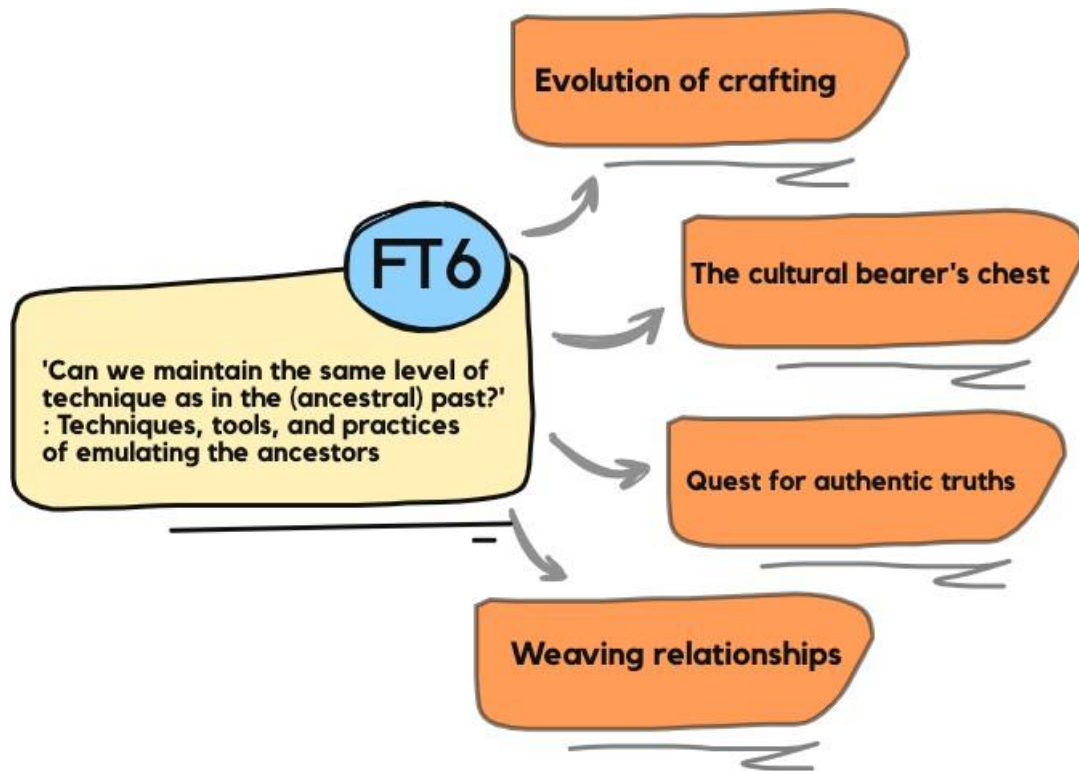 Evolution of crafting
FT6
The cultural bearer's chest
'Can we maintain the same level of
technique as in the (ancestral) past?'
: Techniques, tools, and practices
of emulating the ancestors
Quest for authentic truths
Weaving relationships